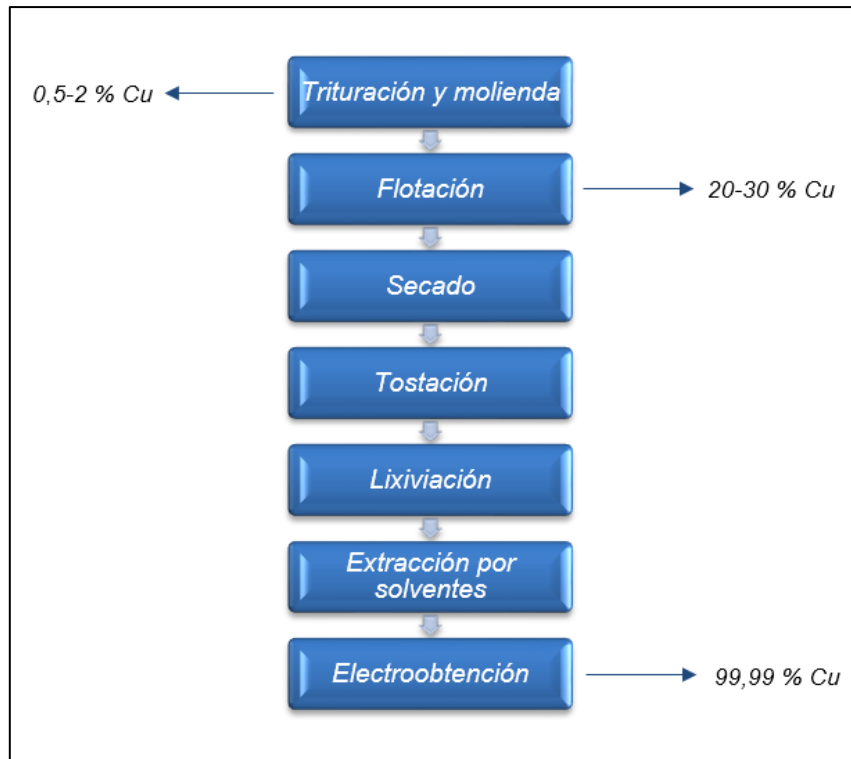 0,5-2 % Cu
Trituración y molienda
Flotación
20-30 % Cu
Secado
Tostación
Lixiviación
Extracción por
solventes
Electroobtención
99,99 % Cu